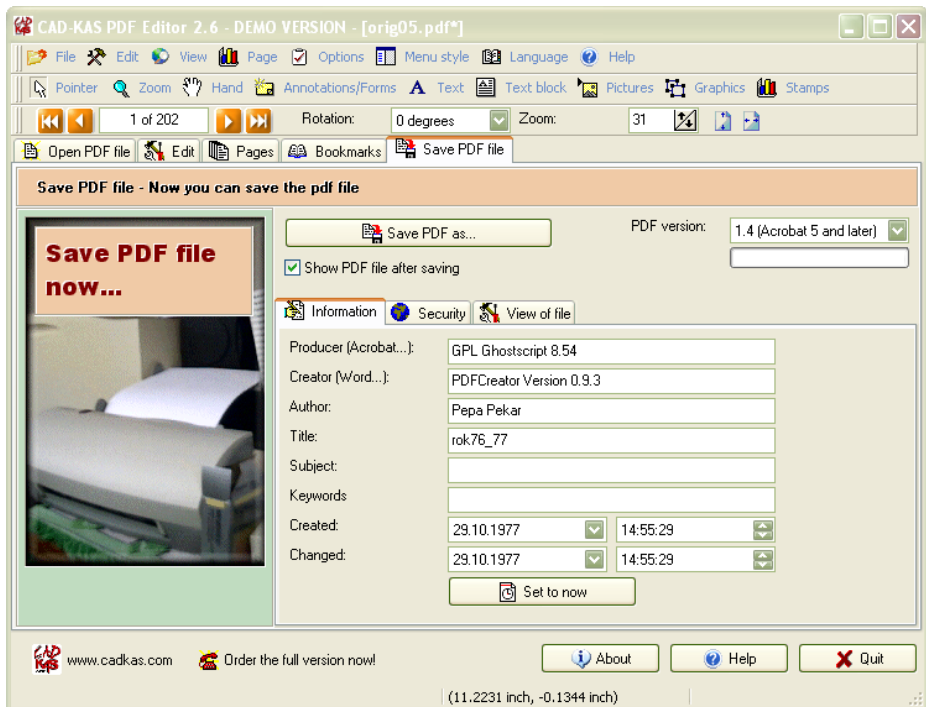 CAD-KAS PDF Editor 2.6 - DEMO VERSION - [orig05.pdf*]
File Edit View Page Options Menu style Language Help
Pointer Zoom Hand Annotations/Forms Text Text block Pictures Graphics Stamps
1 of 202 Rotation: 0 degrees Zoom: 31
Open PDF file Edit Pages Bookmarks Save PDF file
Save PDF file - Now you can save the pdf file
Save PDF file
now...
Save PDF as...
PDF version: 1.4 (Acrobat 5 and later)
Show PDF file after saving
Information Security View of file
Producer (Acrobat...): GPL Ghostscript 8.54
Creator (Word...): PDFCreator Version 0.9.3
Author: Pepa Pekar
Title: rok76_77
Subject:
Keywords
Created: 29.10.1977 14:55:29
Changed: 29.10.1977 14:55:29
Set to now
CAD KAS www.cadkas.com Order the full version now! About Help Quit
(11.2231 inch, -0.1344 inch)